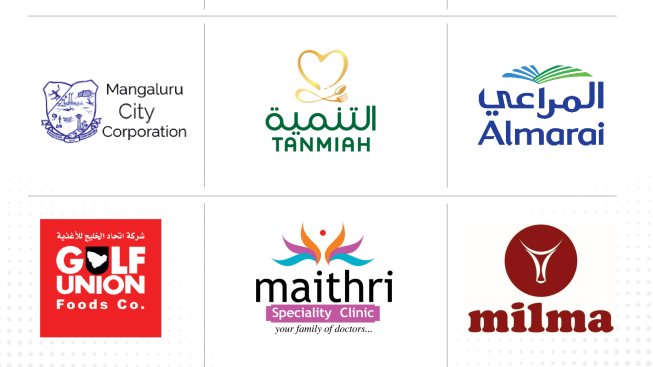 Mangaluru
City
Corporation
التنمية
TANMIAH
المراعي
Almarai
شركة اتحاد الخليج للأغذية
GULF
UNION
Foods Co.
maithri
Speciality Clinic
your family of doctors...
milma